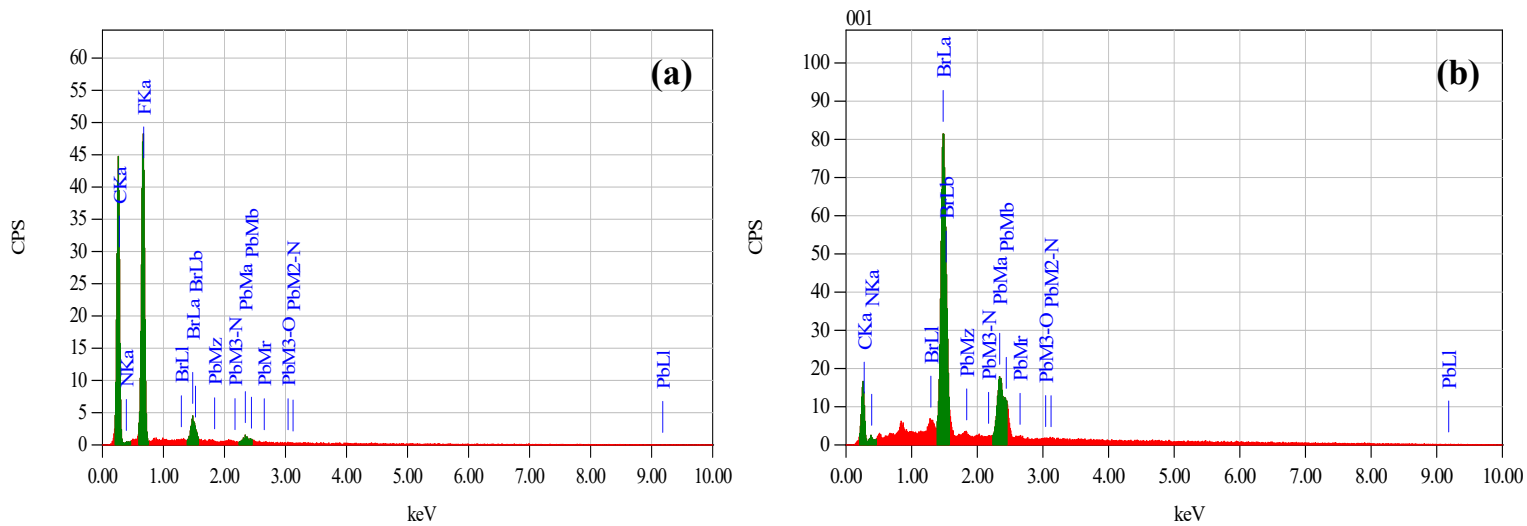 (a)
60
55
50
45
40
35
30
25
20
15
10
5
0
CPS
CKa
NKa
FKa
BrLl
BrLa
BrLb
PbMz
PbM3-N
PbMa
PbMb
PbMr
PbM3-O
PbM2-N
PbLl
0.00 1.00 2.00 3.00 4.00 5.00 6.00 7.00 8.00 9.00 10.00
keV
001
(b)
100
90
80
70
60
50
40
30
20
10
0
CPS
CKa
NKa
BrLl
BrLa
BrLb
PbMz
PbM3-N
PbMa
PbMb
PbMr
PbM3-O
PbM2-N
PbLl
0.00 1.00 2.00 3.00 4.00 5.00 6.00 7.00 8.00 9.00 10.00
keV